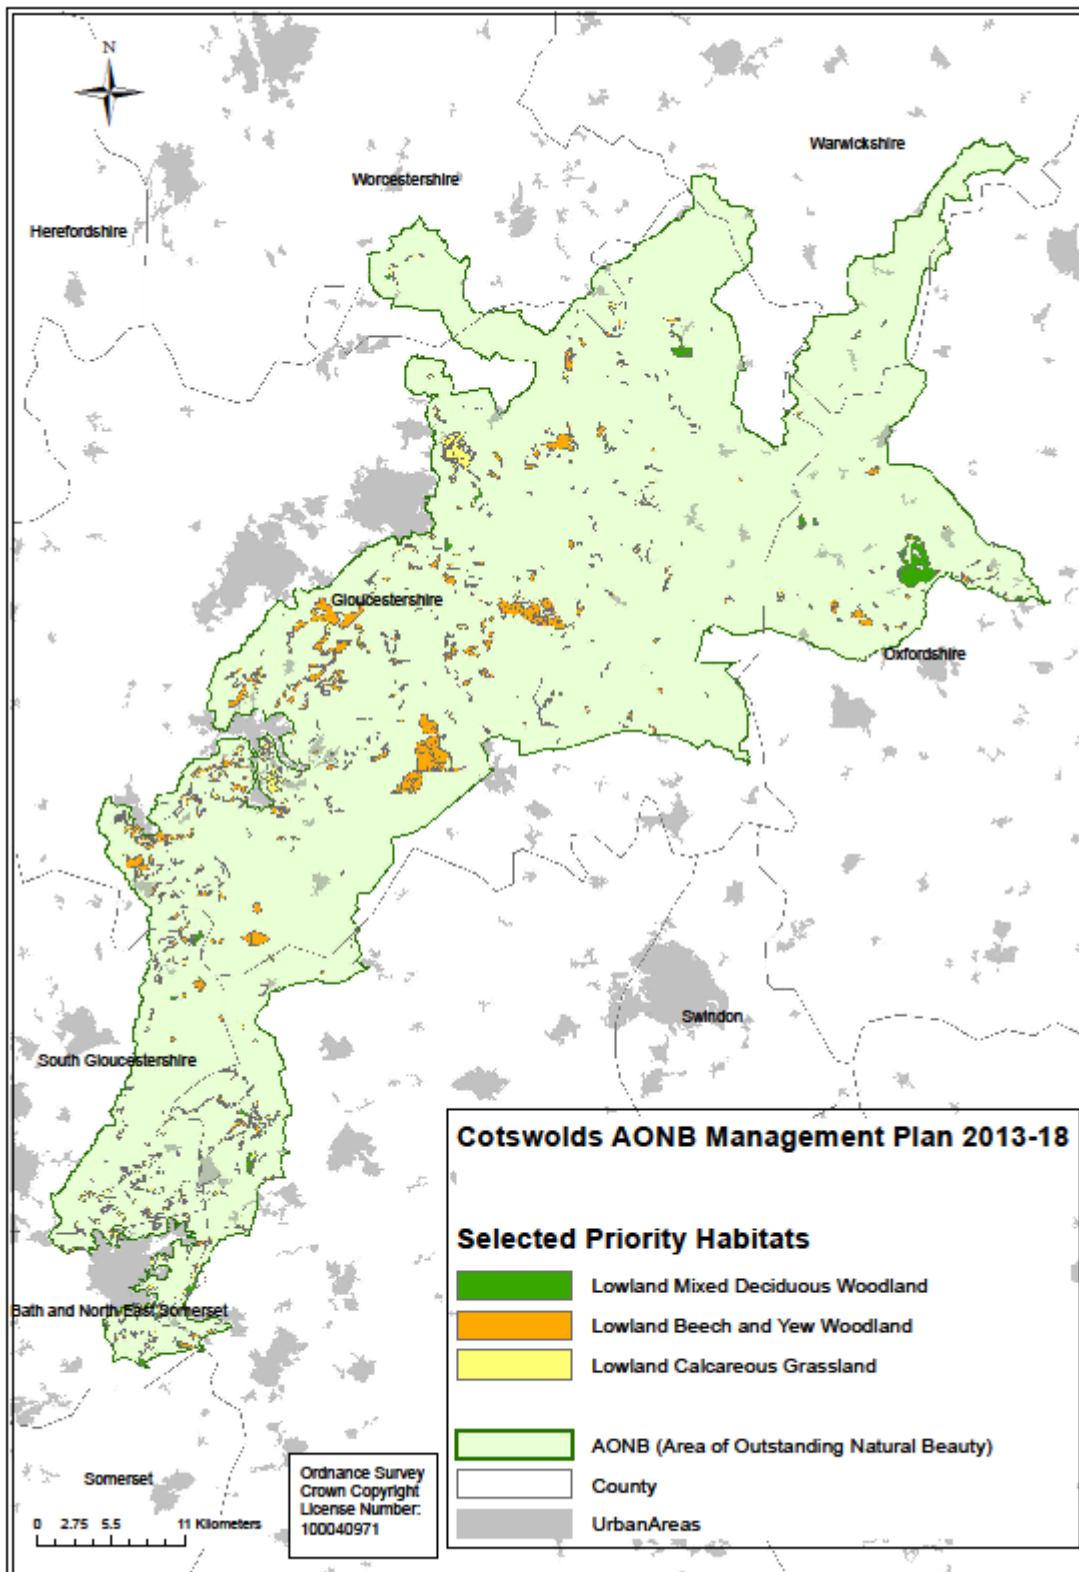 N
Warwickshire
Worcestershire
Herefordshire
Gloucestershire
Oxfordshire
Swindon
South Gloucestershire
Bath and North East Somerset
Somerset
0 2.75 5.5 11 Kilometers
Ordnance Survey
Crown Copyright
License Number:
100040971
Cotswolds AONB Management Plan 2013-18
Selected Priority Habitats
Lowland Mixed Deciduous Woodland
Lowland Beech and Yew Woodland
Lowland Calcareous Grassland
AONB (Area of Outstanding Natural Beauty)
County
UrbanAreas